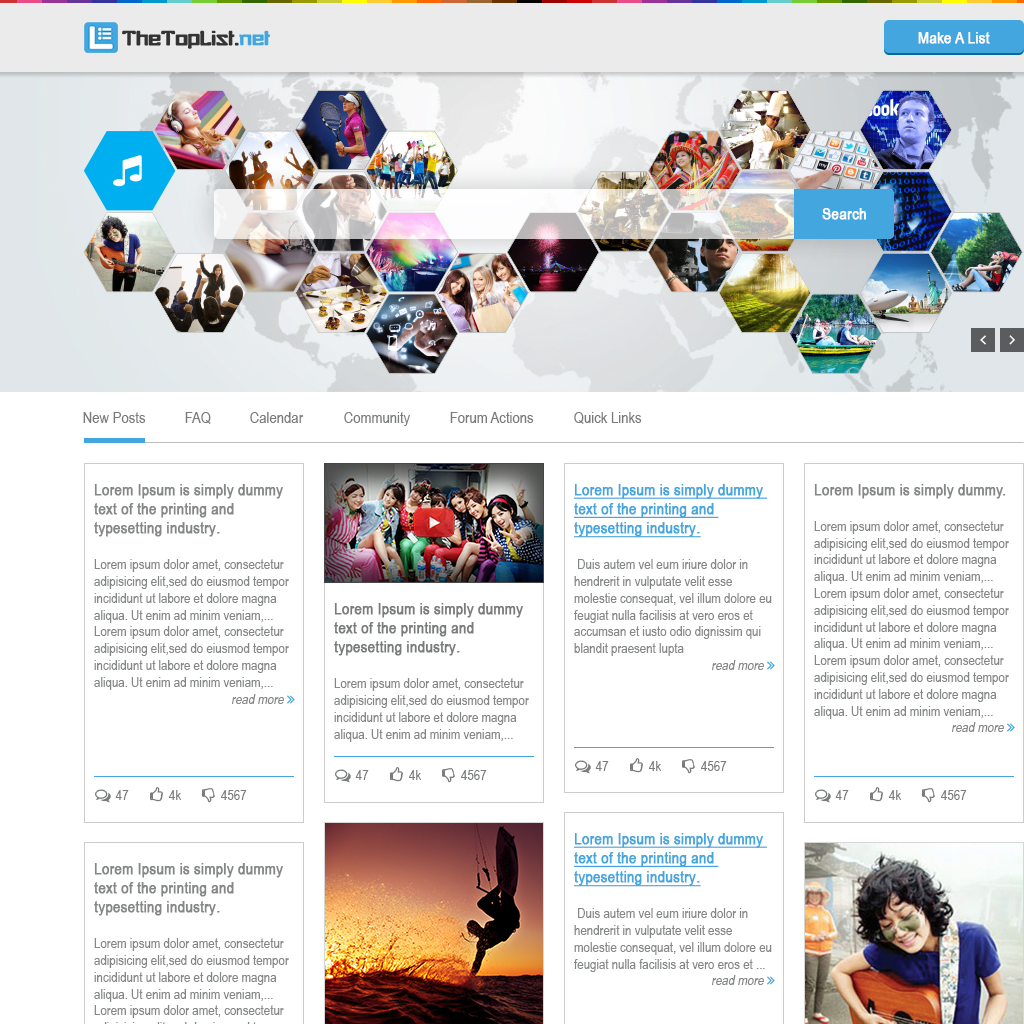 TheTopList.net
Make A List
book
Search
New Posts
FAQ
Calendar
Community
Forum Actions
Quick Links
Lorem Ipsum is simply dummy
text of the printing and
typesetting industry.
Lorem ipsum dolor amet, consectetur
adipisicing elit,sed do eiusmod tempor
incididunt ut labore et dolore magna
aliqua. Ut enim ad minim veniam,...
Lorem ipsum dolor amet, consectetur
adipisicing elit,sed do eiusmod tempor
incididunt ut labore et dolore magna
aliqua. Ut enim ad minim veniam,...
read more
47
4k
4567
Lorem Ipsum is simply dummy
text of the printing and
typesetting industry.
Lorem ipsum dolor amet, consectetur
adipisicing elit,sed do eiusmod tempor
incididunt ut labore et dolore magna
aliqua. Ut enim ad minim veniam,...
Lorem ipsum dolor amet, consectetur
Lorem Ipsum is simply dummy
text of the printing and
typesetting industry.
Lorem ipsum dolor amet, consectetur
adipisicing elit,sed do eiusmod tempor
incididunt ut labore et dolore magna
aliqua. Ut enim ad minim veniam,...
47
4k
4567
Lorem Ipsum is simply dummy
text of the printing and
typesetting industry.
Duis autem vel eum iriure dolor in
hendrerit in vulputate velit esse
molestie consequat, vel illum dolore eu
feugiat nulla facilisis at vero eros et
accumsan et iusto odio dignissim qui
blandit praesent lupta
read more
47
4k
4567
Lorem Ipsum is simply dummy
text of the printing and
typesetting industry.
Duis autem vel eum iriure dolor in
hendrerit in vulputate velit esse
molestie consequat, vel illum dolore eu
feugiat nulla facilisis at vero eros et ...
read more
Lorem Ipsum is simply dummy.
Lorem ipsum dolor amet, consectetur
adipisicing elit,sed do eiusmod tempor
incididunt ut labore et dolore magna
aliqua. Ut enim ad minim veniam,...
Lorem ipsum dolor amet, consectetur
adipisicing elit,sed do eiusmod tempor
incididunt ut labore et dolore magna
aliqua. Ut enim ad minim veniam,...
Lorem ipsum dolor amet, consectetur
adipisicing elit,sed do eiusmod tempor
incididunt ut labore et dolore magna
aliqua. Ut enim ad minim veniam,...
read more
47
4k
4567